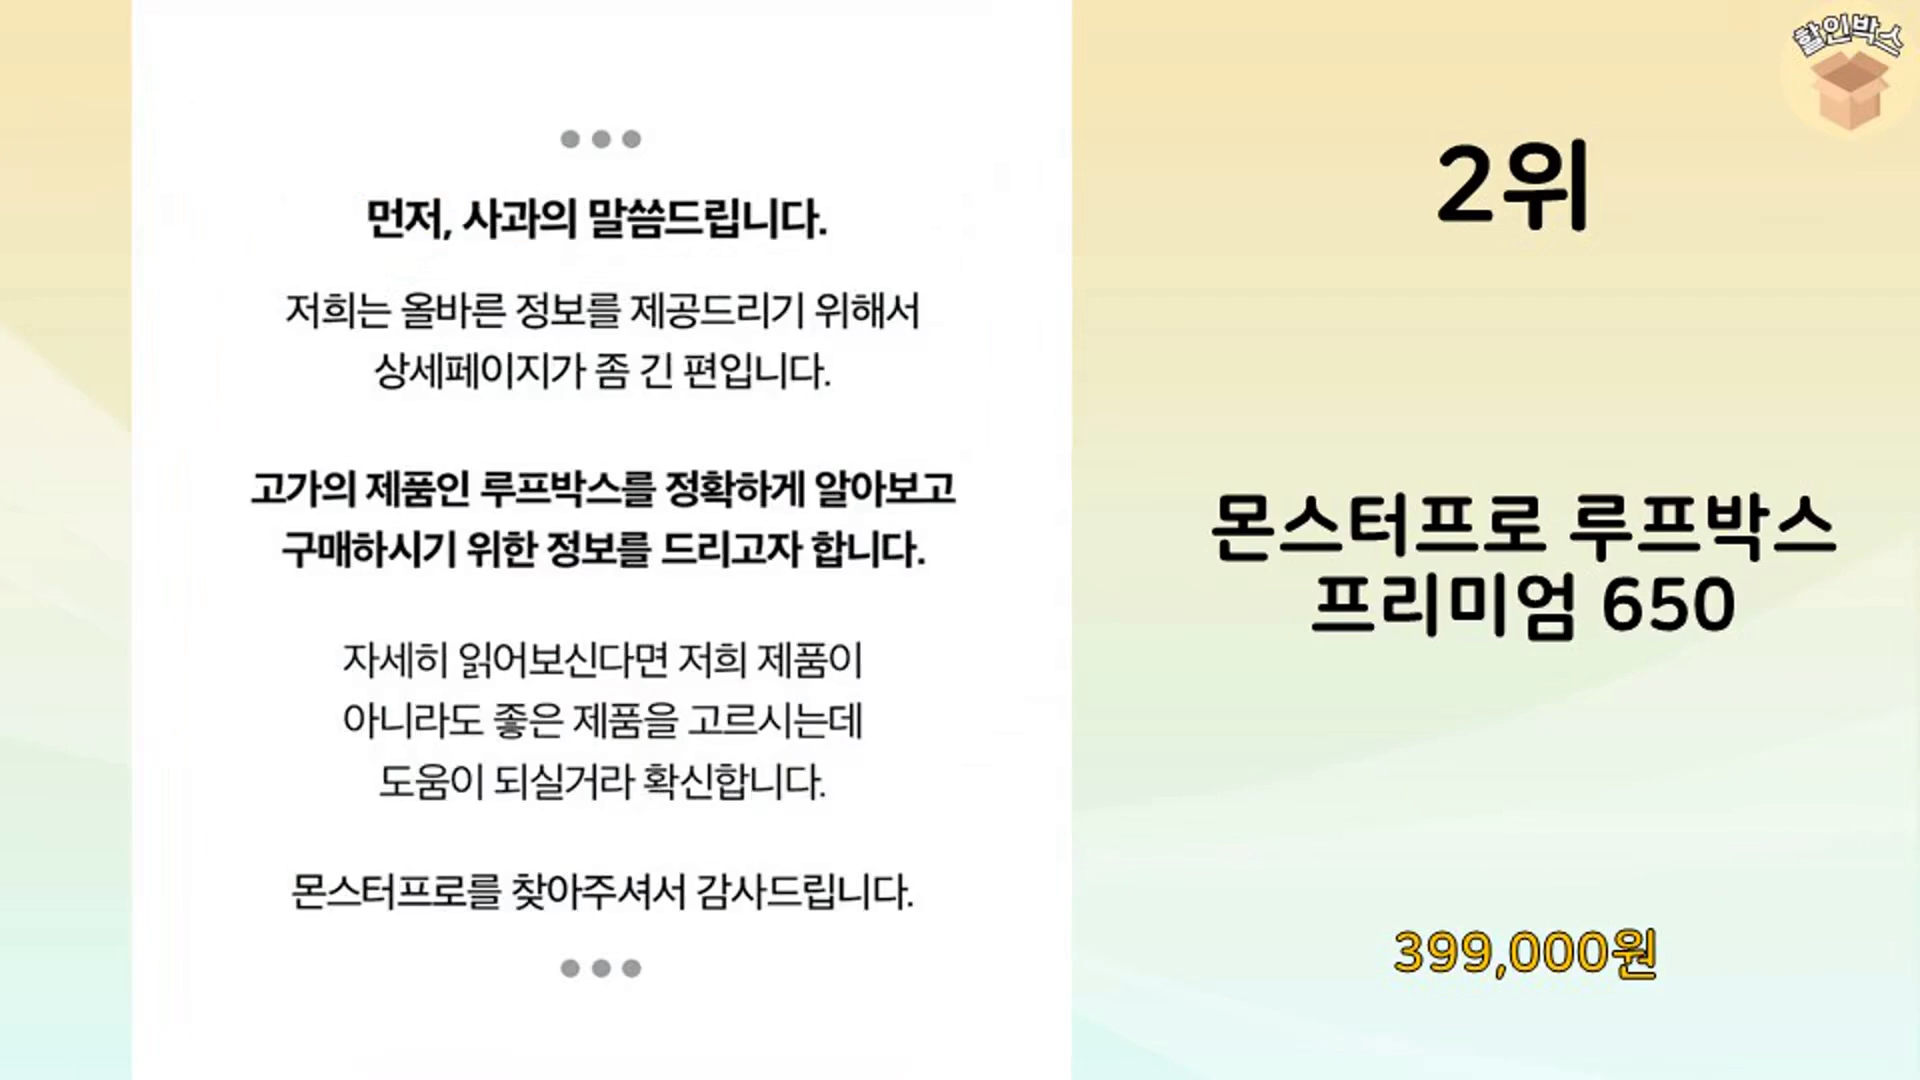 먼저, 사과의 말씀드립니다.
저희는 올바른 정보를 제공드리기 위해서
상세페이지가 좀 긴 편입니다.
고가의 제품인 루프박스를 정확하게 알아보고
구매하시기 위한 정보를 드리고자 합니다.
자세히 읽어보신다면 저희 제품이
아니라도 좋은 제품을 고르시는데
도움이 되실거라 확신합니다.
몬스터프로를 찾아주셔서 감사드립니다.
할인박스
2위
몬스터프로 루프박스
프리미엄 650
399,000원